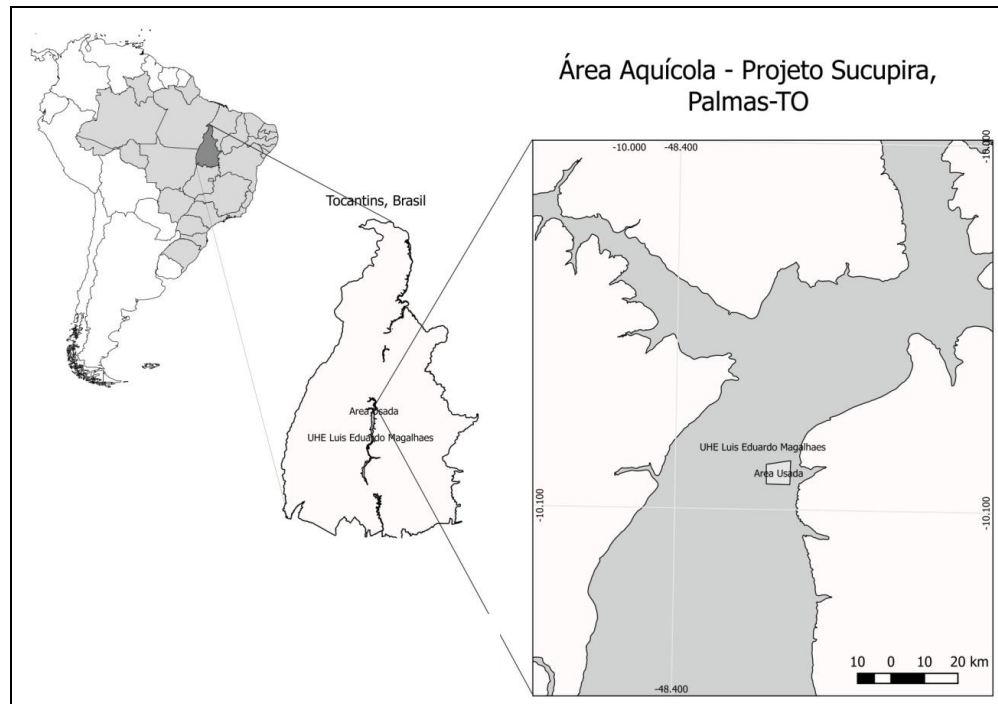 Área Aquícola - Projeto Sucupira,
Palmas-TO
Tocantins, Brasil
Area Usada
UHE Luis Eduardo Magalhaes
-10.000
-48.400
-10.000
UHE Luis Eduardo Magalhaes
Area Usada
-10.100
-10.100
-48.400
10 0 10 20 km